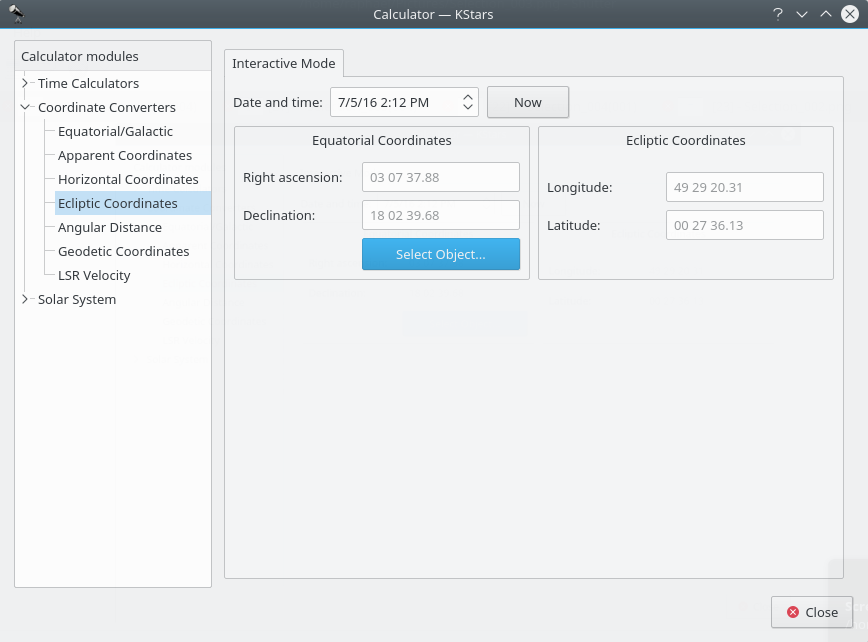 Calculator — KStars
Calculator modules
Time Calculators
Coordinate Converters
Equatorial/Galactic
Apparent Coordinates
Horizontal Coordinates
Ecliptic Coordinates
Angular Distance
Geodetic Coordinates
LSR Velocity
Solar System
Interactive Mode
Date and time: 7/5/16 2:12 PM Now
Equatorial Coordinates
Right ascension: 03 07 37.88
Declination: 18 02 39.68
Select Object...
Ecliptic Coordinates
Longitude: 49 29 20.31
Latitude: 00 27 36.13
Close